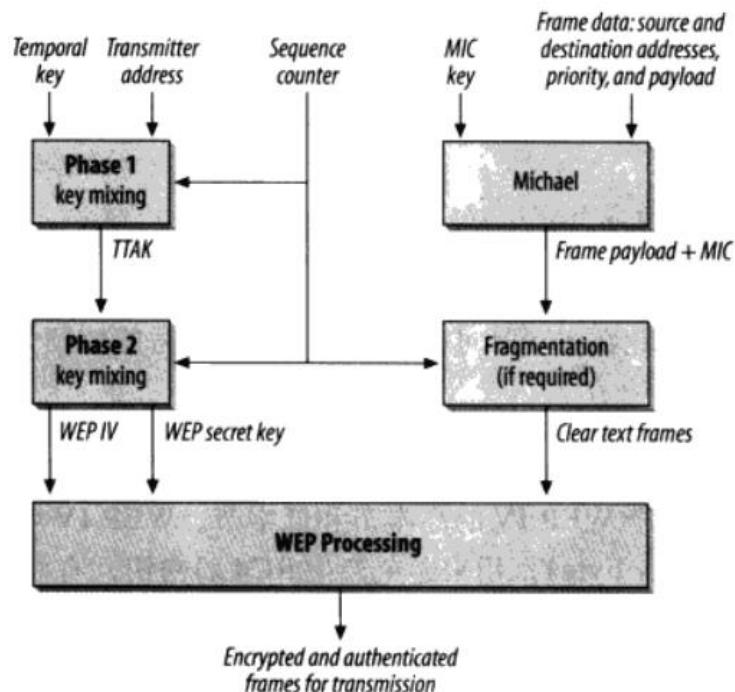 Temporal
key
Transmitter
address
Sequence
counter
MIC
key
Frame data: source and
destination addresses,
priority, and payload
Phase 1
key mixing
Michael
TTAK
Frame payload + MIC
Phase 2
key mixing
Fragmentation
(if required)
WEP IV
WEP secret key
Clear text frames
WEP Processing
Encrypted and authenticated
frames for transmission